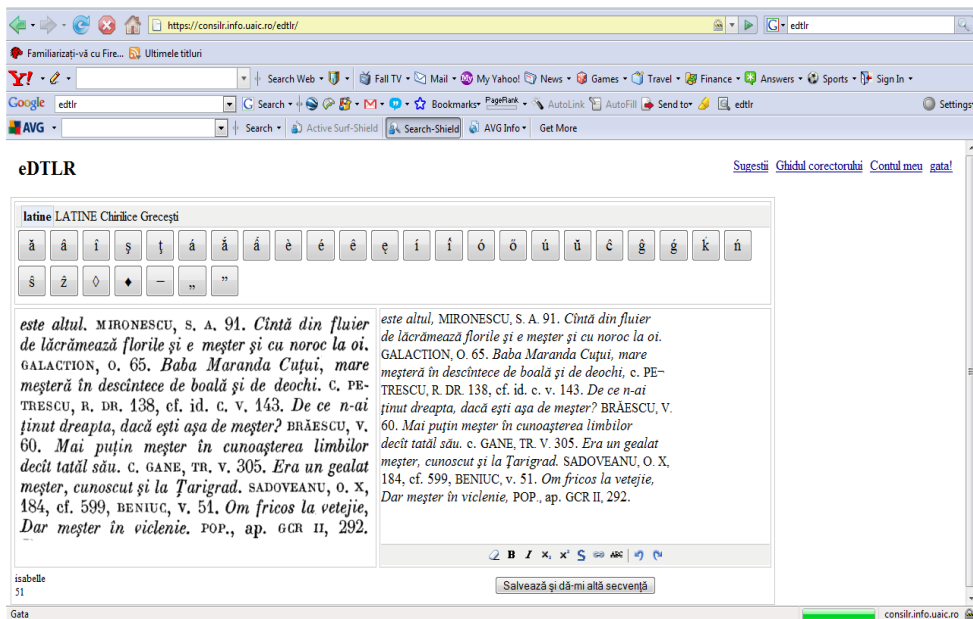 https://consilr.info.uaic.ro/edtlr/
G edtlr
Familiarizați-vă cu Fire... Ultimele titluri
Y! Search Web Fall TV Mail My Yahoo! News Games Travel Finance Answers Sports Sign In
Google edtlr G Search Bookmarks PageRank AutoLink AutoFill Send to edtlr Settings
AVG Search Active Surf-Shield Search-Shield AVG Info Get More
eDTLR
Sugestii Ghidul corectorului Contul meu gata!
latine LATINE Chirilice Greceşti
ă â î ş ţ á ắ ấ è é ê ę í î́ ó ő ú ŭ ĉ ĝ ǵ ḱ ń
ŝ ẑ ◊ ♦ — „ ”
este altul. MIRONESCU, S. A. 91. Cîntă din fluier
de lăcrămează florile şi e meşter şi cu noroc la oi.
GALACTION, O. 65. Baba Maranda Cuţui, mare
meşteră în descîntece de boală şi de deochi. C. PE-
TRESCU, R. DR. 138, cf. id. C. V. 143. De ce n-ai
ţinut dreapta, dacă eşti aşa de meşter? BRĂESCU, V.
60. Mai puţin meşter în cunoaşterea limbilor
decît tatăl său. C. GANE, TR. V. 305. Era un gealat
meşter, cunoscut şi la Ţarigrad. SADOVEANU, O. X,
184, cf. 599, BENIUC, V. 51. Om fricos la vetejie,
Dar meşter în viclenie. POP., ap. GCR II, 292.
este altul, MIRONESCU, S. A. 91. Cîntă din fluier
de lăcrămează florile şi e meşter şi cu noroc la oi.
GALACTION, O. 65. Baba Maranda Cuţui, mare
meşteră în descîntece de boală şi de deochi, c. PE¬
TRESCU, R. DR. 138, cf. id. c. v. 143. De ce n-ai
ţinut dreapta, dacă eşti aşa de meşter? BRĂESCU, V.
60. Mai puţin meşter în cunoaşterea limbilor
decît tatăl său. c. GANE, TR. V. 305. Era un gealat
meşter, cunoscut şi la Ţarigrad. SADOVEANU, O. X,
184, cf. 599, BENIUC, v. 51. Om fricos la vetejie,
Dar meşter în viclenie, POP., ap. GCR II, 292.
B I x₂ x² S ABC
isabelle
51
Salvează şi dă-mi altă secvenţă
Gata
consilr.info.uaic.ro